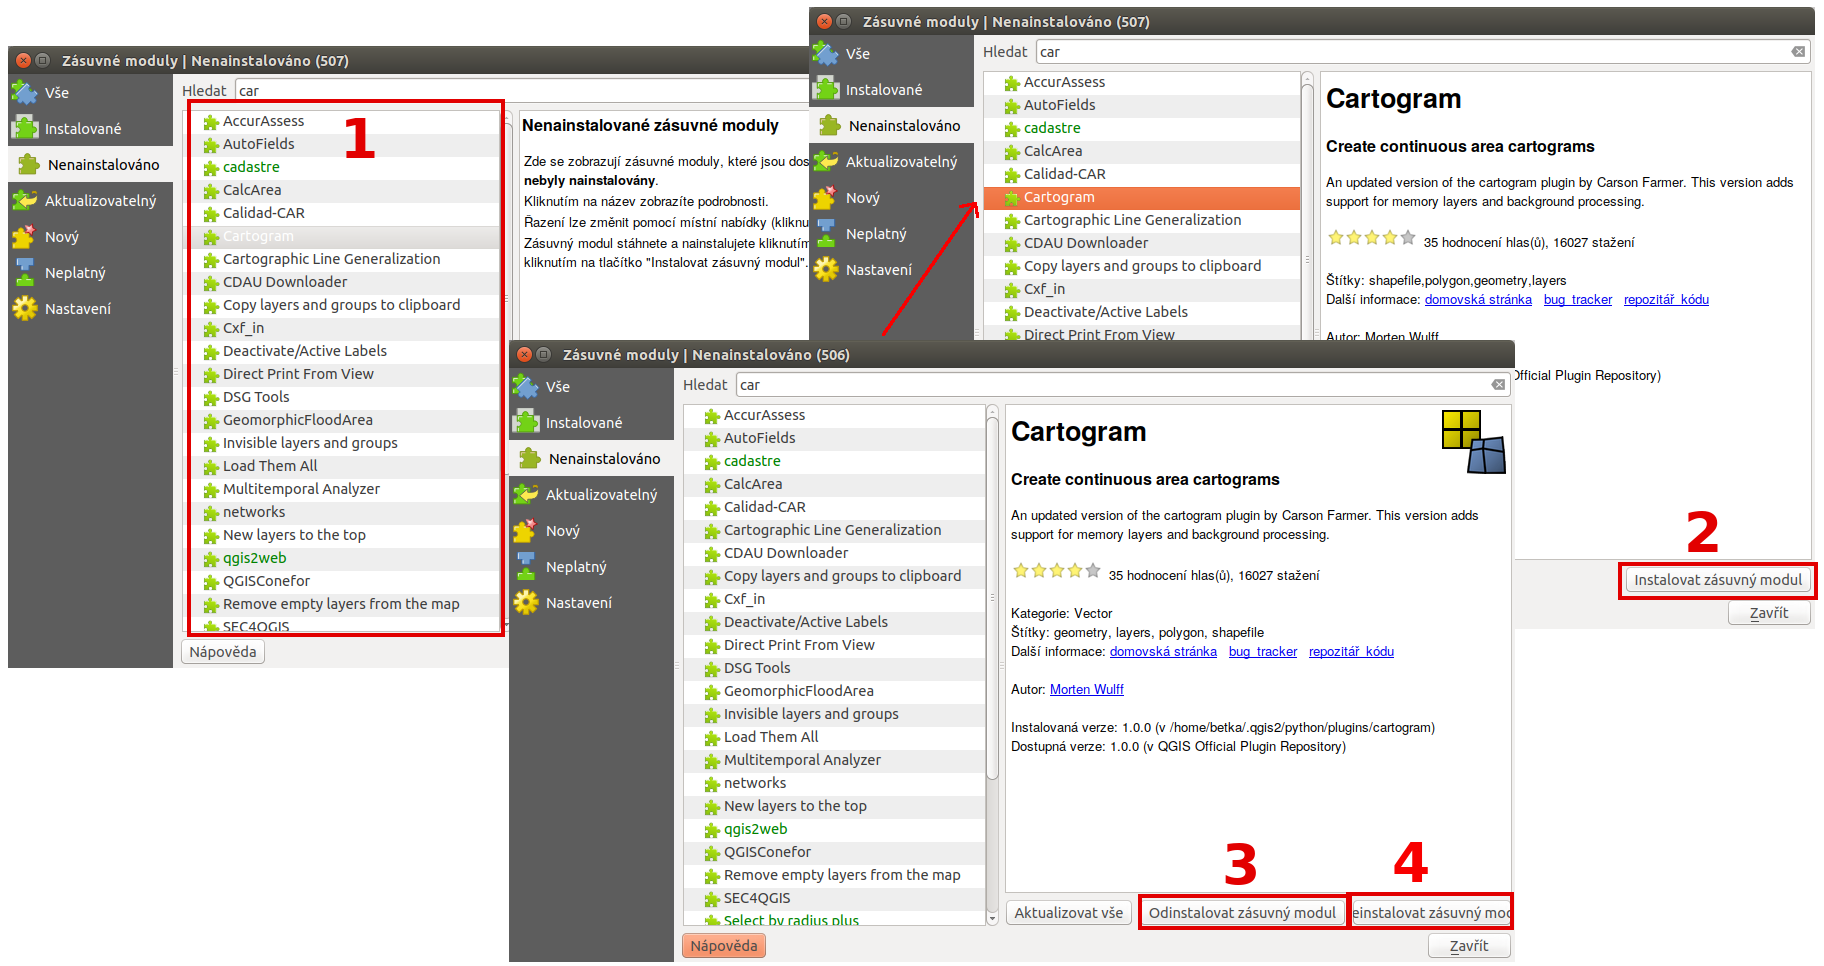 Zásuvné moduly | Nenainstalováno (507)
Vše
Instalované
Nenainstalováno
Aktualizovatelný
Nový
Neplatný
Nastavení
Hledat car
1
AccurAssess
AutoFields
cadastre
CalcArea
Calidad-CAR
Cartogram
Cartographic Line Generalization
CDAU Downloader
Copy layers and groups to clipboard
Cxf_in
Deactivate/Active Labels
Direct Print From View
DSG Tools
GeomorphicFloodArea
Invisible layers and groups
Load Them All
Multitemporal Analyzer
networks
New layers to the top
qgis2web
QGISConefor
Remove empty layers from the map
SEC4QGIS
Nápověda
Nenainstalované zásuvné moduly
Zde se zobrazují zásuvné moduly, které jsou dos
nebyly nainstalovány.
Kliknutím na název zobrazíte podrobnosti.
Řazení lze změnit pomocí místní nabídky (kliknu
Zásuvný modul stáhnete a nainstalujete kliknutím
kliknutím na tlačítko "Instalovat zásuvný modul".
Zásuvné moduly | Nenainstalováno (507)
Vše
Instalované
Nenainstalováno
Aktualizovatelný
Nový
Neplatný
Nastavení
Hledat car
AccurAssess
AutoFields
cadastre
CalcArea
Calidad-CAR
Cartogram
Cartographic Line Generalization
CDAU Downloader
Copy layers and groups to clipboard
Cxf_in
Deactivate/Active Labels
Direct Print From View
Cartogram
Create continuous area cartograms
An updated version of the cartogram plugin by Carson Farmer. This version adds
support for memory layers and background processing.
35 hodnocení hlas(ů), 16027 stažení
Štítky: shapefile,polygon,geometry,layers
Další informace: domovská stránka bug_tracker repozitář_kódu
Autor: Morten Wulff
Official Plugin Repository)
2
Instalovat zásuvný modul
Zavřít
Zásuvné moduly | Nenainstalováno (506)
Vše
Instalované
Nenainstalováno
Aktualizovatelný
Nový
Neplatný
Nastavení
Hledat car
AccurAssess
AutoFields
cadastre
CalcArea
Calidad-CAR
Cartographic Line Generalization
CDAU Downloader
Copy layers and groups to clipboard
Cxf_in
Deactivate/Active Labels
Direct Print From View
DSG Tools
GeomorphicFloodArea
Invisible layers and groups
Load Them All
Multitemporal Analyzer
networks
New layers to the top
qgis2web
QGISConefor
Remove empty layers from the map
SEC4QGIS
Select by radius plus
Cartogram
Create continuous area cartograms
An updated version of the cartogram plugin by Carson Farmer. This version adds
support for memory layers and background processing.
35 hodnocení hlas(ů), 16027 stažení
Kategorie: Vector
Štítky: geometry, layers, polygon, shapefile
Další informace: domovská stránka bug_tracker repozitář_kódu
Autor: Morten Wulff
Instalovaná verze: 1.0.0 (v /home/betka/.qgis2/python/plugins/cartogram)
Dostupná verze: 1.0.0 (v QGIS Official Plugin Repository)
3 4
Aktualizovat vše Odinstalovat zásuvný modul einstalovat zásuvný moc
Nápověda Zavřít